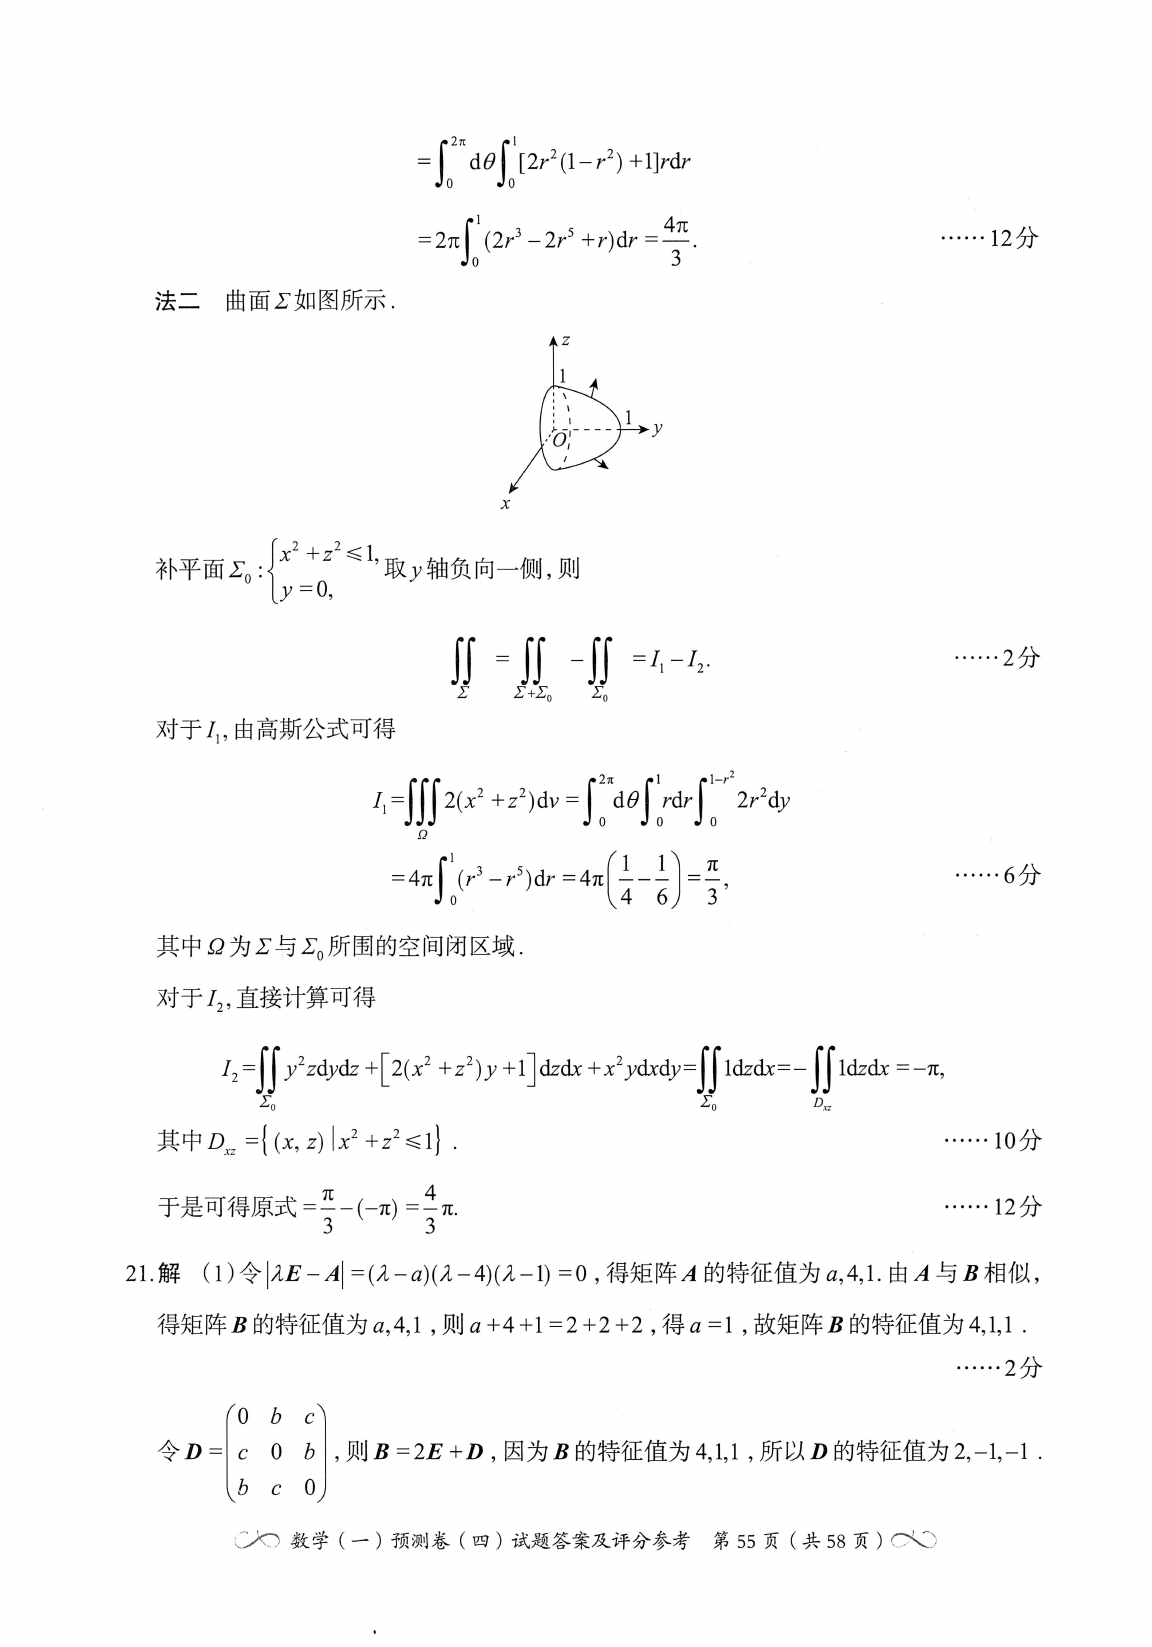 =∫₀^{2π}dθ∫₀^1[2r²(1−r²)+1]rdr
=2π∫₀^1(2r³−2r⁵+r)dr=4π/3. ……12分
法二 曲面Σ如图所示.
z
1
1
y
O
x
补平面Σ₀:{x²+z²≤1, y=0, 取y轴负向一侧,则
∬_Σ=∬_{Σ+Σ₀}−∬_{Σ₀}=I₁−I₂. ……2分
对于I₁,由高斯公式可得
I₁=∭_Ω 2(x²+z²)dv=∫₀^{2π}dθ∫₀^1 rdr∫₀^{1−r²}2r²dy
=4π∫₀^1(r³−r⁵)dr=4π(1/4−1/6)=π/3, ……6分
其中Ω为Σ与Σ₀所围的空间闭区域.
对于I₂,直接计算可得
I₂=∬_{Σ₀}y²zdydz+[2(x²+z²)y+1]dzdx+x²ydxdy=∬_{Σ₀}1dzdx=−∬_{D_{xz}}1dzdx=−π,
其中D_{xz}={(x,z)|x²+z²≤1}. ……10分
于是可得原式=π/3−(−π)=4/3π. ……12分
21.解 (1)令|λE−A|=(λ−a)(λ−4)(λ−1)=0,得矩阵A的特征值为a,4,1.由A与B相似,
得矩阵B的特征值为a,4,1,则a+4+1=2+2+2,得a=1,故矩阵B的特征值为4,1,1.
……2分
令D=(0 b c; c 0 b; b c 0),则B=2E+D,因为B的特征值为4,1,1,所以D的特征值为2,−1,−1.
数学(一)预测卷(四)试题答案及评分参考 第55页(共58页)